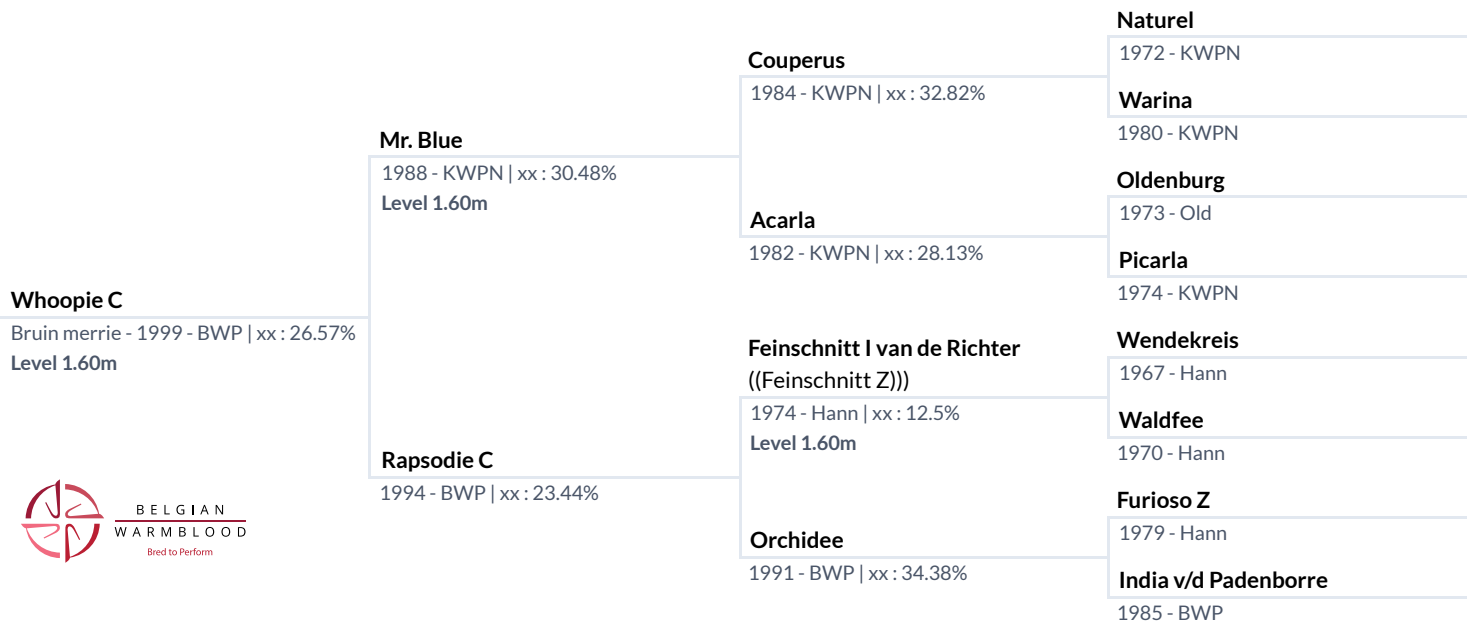 Whoopie C
Bruin merrie - 1999 - BWP | xx : 26.57%
Level 1.60m
Mr. Blue
1988 - KWPN | xx : 30.48%
Level 1.60m
Rapsodie C
1994 - BWP | xx : 23.44%
Couperus
1984 - KWPN | xx : 32.82%
Acarla
1982 - KWPN | xx : 28.13%
Feinschnitt I van de Richter
((Feinschnitt Z)))
1974 - Hann | xx : 12.5%
Level 1.60m
Orchidee
1991 - BWP | xx : 34.38%
Naturel
1972 - KWPN
Warina
1980 - KWPN
Oldenburg
1973 - Old
Picarla
1974 - KWPN
Wendekreis
1967 - Hann
Waldfee
1970 - Hann
Furioso Z
1979 - Hann
India v/d Padenborre
1985 - BWP
BELGIAN
WARMBLOOD
Bred to Perform